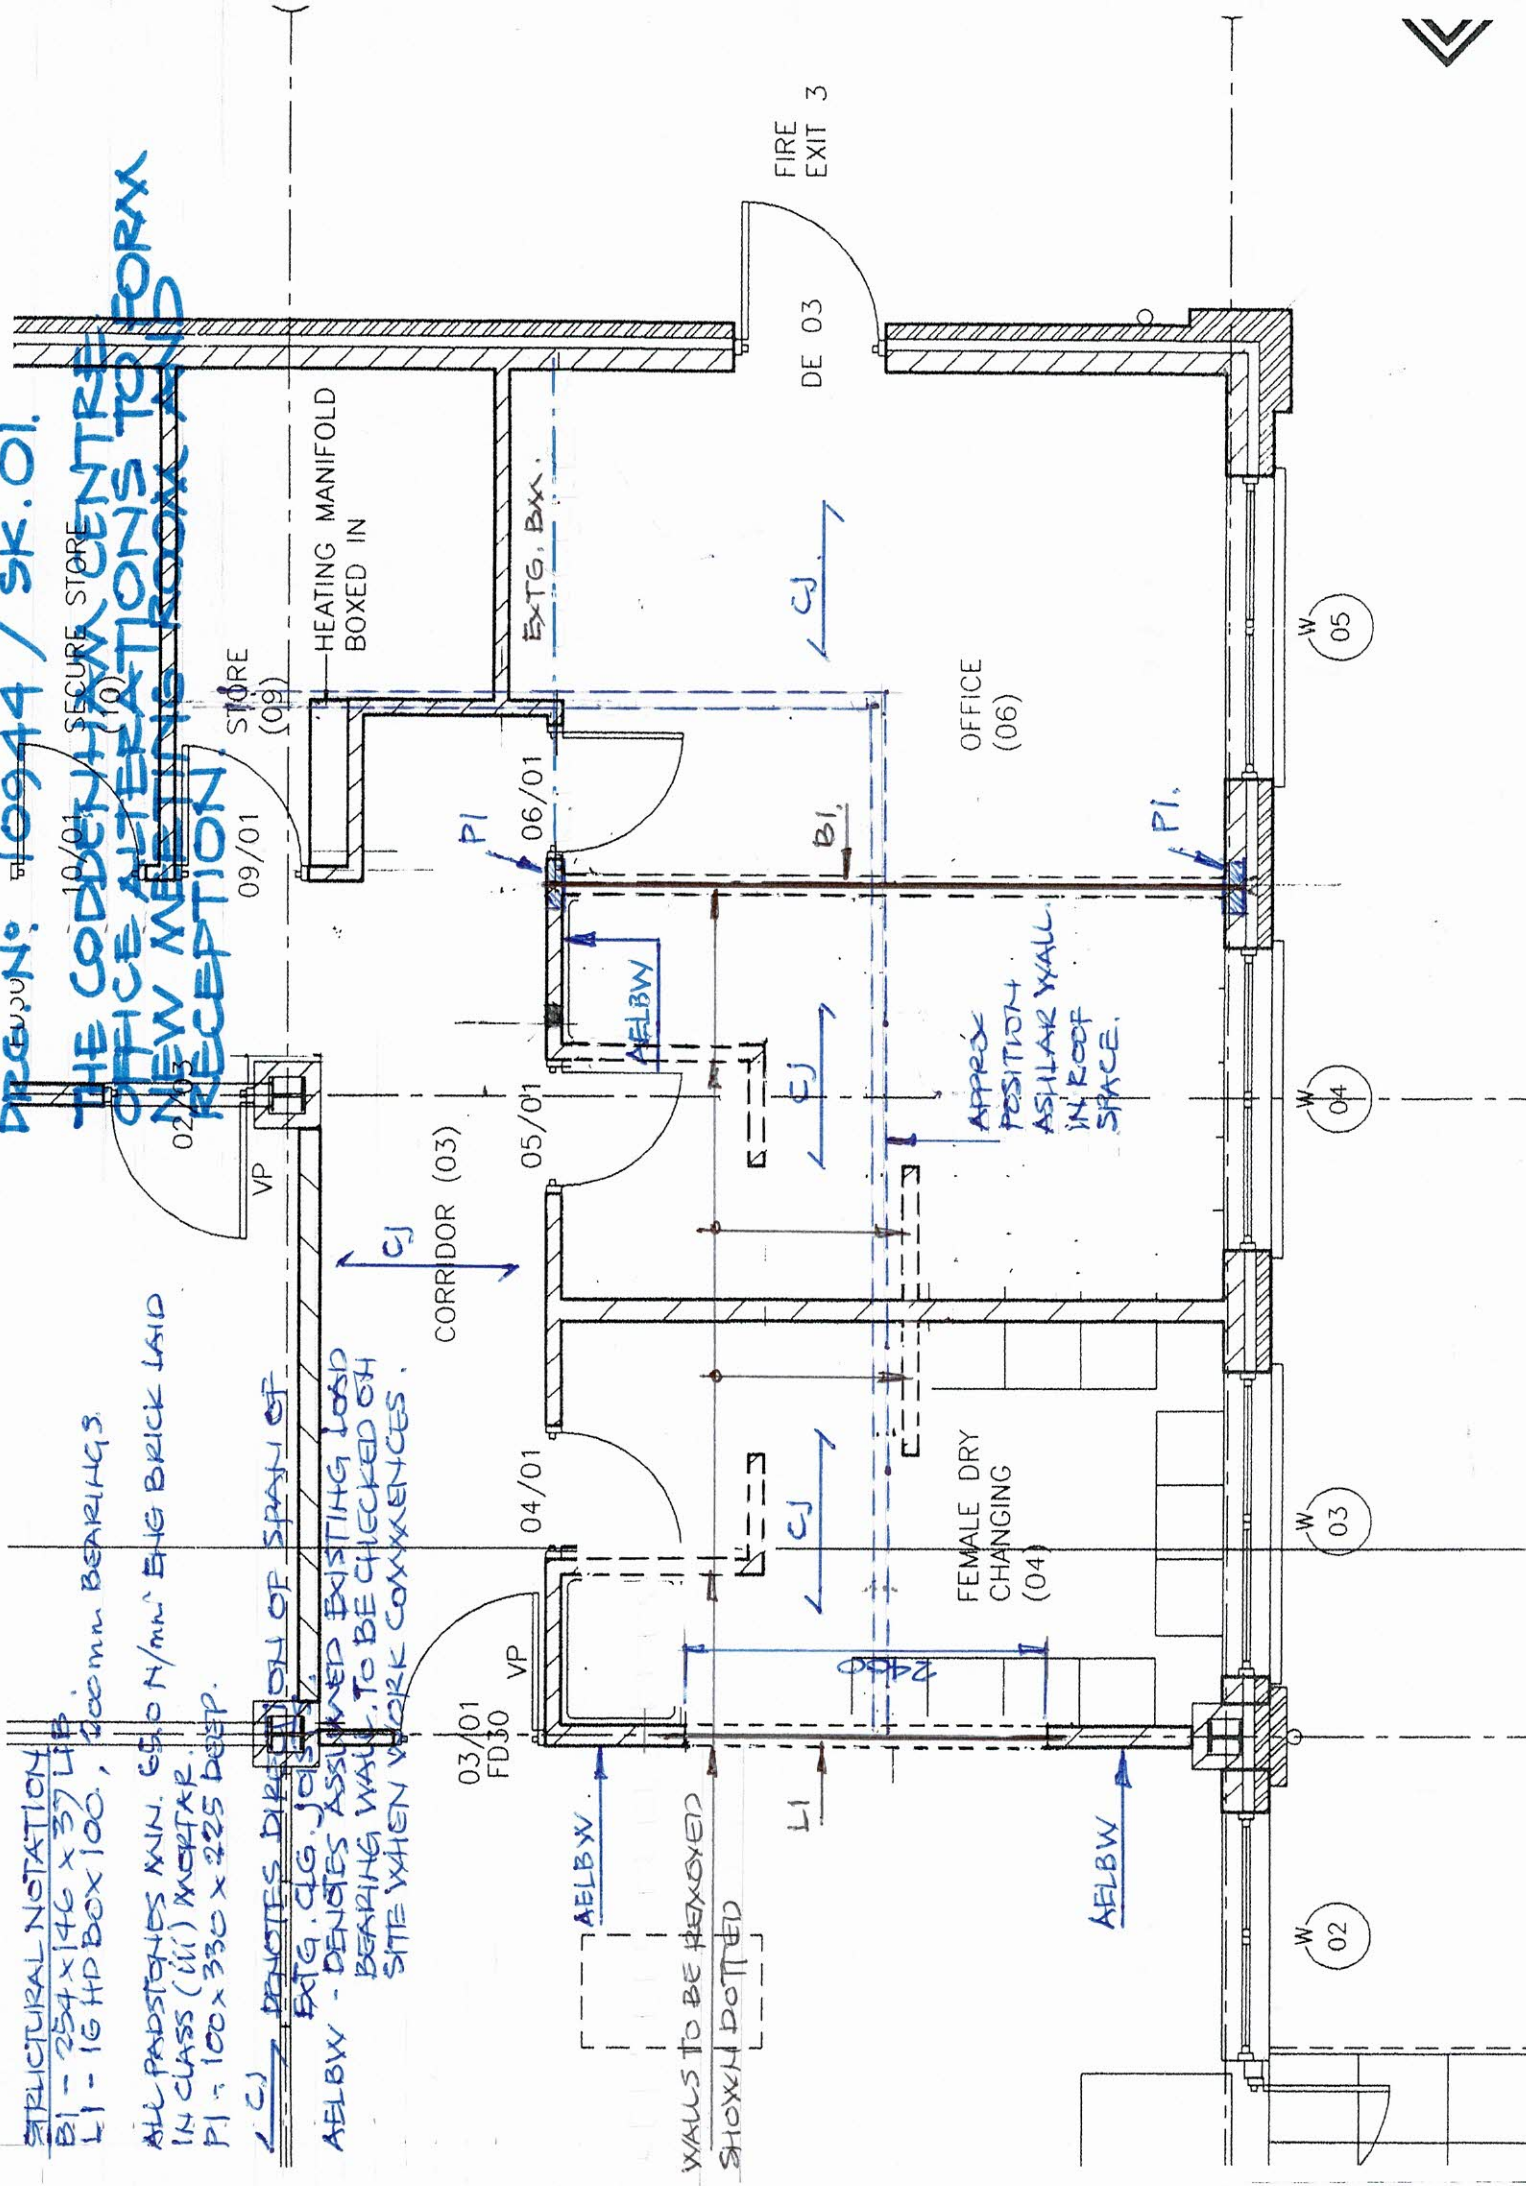 DRG. Nº 10944 / SK.01.
THE CODDENHAM CENTRE
OFFICE ALTERATIONS TO FORM
NEW MEETING ROOM AND
RECEPTION.
STRUCTURAL NOTATION
B1 - 254 x 146 x 37 UB
L1 - 16 HD BOX 100, 200mm BEARINGS.
ALL PADSTONES MIN. 65.0 N/mm² ENG BRICK LAID
IN CLASS (iii) MORTAR.
P1 - 100 x 330 x 225 DEEP.
CJ DENOTES DIRECTION OF SPAN OF
EXTG. CLG. JOISTS.
AELBW - DENOTES ASSUMED EXISTING LOAD
BEARING WALL. TO BE CHECKED ON
SITE WHEN WORK COMMENCES.
SECURE STORE
(10)
10/01
STORE
(09)
09/01
HEATING MANIFOLD
BOXED IN
02/03
VP
CJ
CORRIDOR (03)
03/01
FD30
VP
04/01
05/01
06/01
P1
EXTG. BM.
FIRE
EXIT 3
DE 03
AELBW
AELBW
WALLS TO BE REMOVED
SHOWN DOTTED
L1
AELBW
2400
CJ
CJ
CJ
B1
P1.
OFFICE
(06)
APPROX
POSITION
ASHLAR WALL
IN ROOF
SPACE.
FEMALE DRY
CHANGING
(04)
W
02
W
03
W
04
W
05